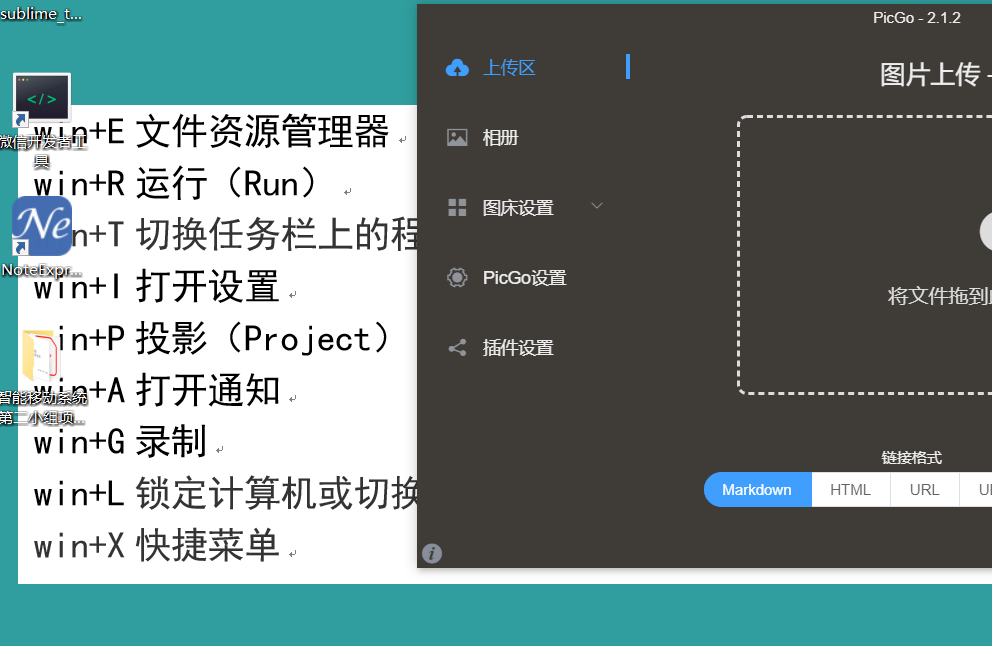 sublime_t...
</>
微信开发者工
具
Ne
NoteExpr...
智能移动系统
第二小组项...
win+E 文件资源管理器
win+R 运行（Run）
win+T 切换任务栏上的程
win+I 打开设置
win+P 投影（Project）
win+A 打开通知
win+G 录制
win+L 锁定计算机或切换
win+X 快捷菜单
PicGo - 2.1.2
上传区
相册
图床设置
PicGo设置
插件设置
图片上传 -
将文件拖到
链接格式
Markdown HTML URL
i